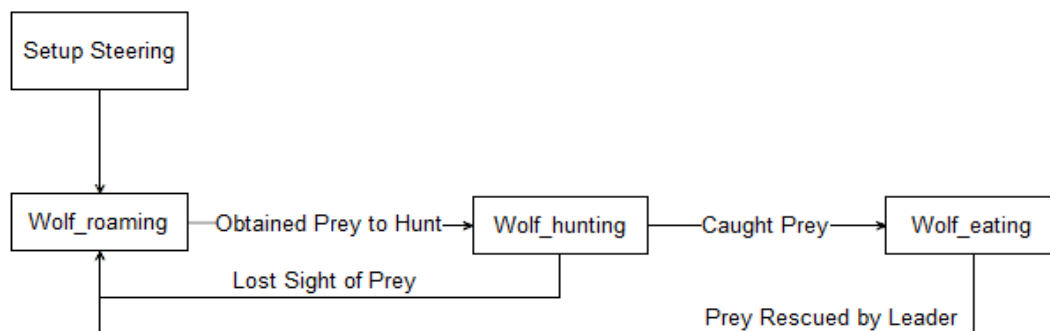 Setup Steering
Wolf_roaming
Obtained Prey to Hunt
Wolf_hunting
Caught Prey
Wolf_eating
Lost Sight of Prey
Prey Rescued by Leader